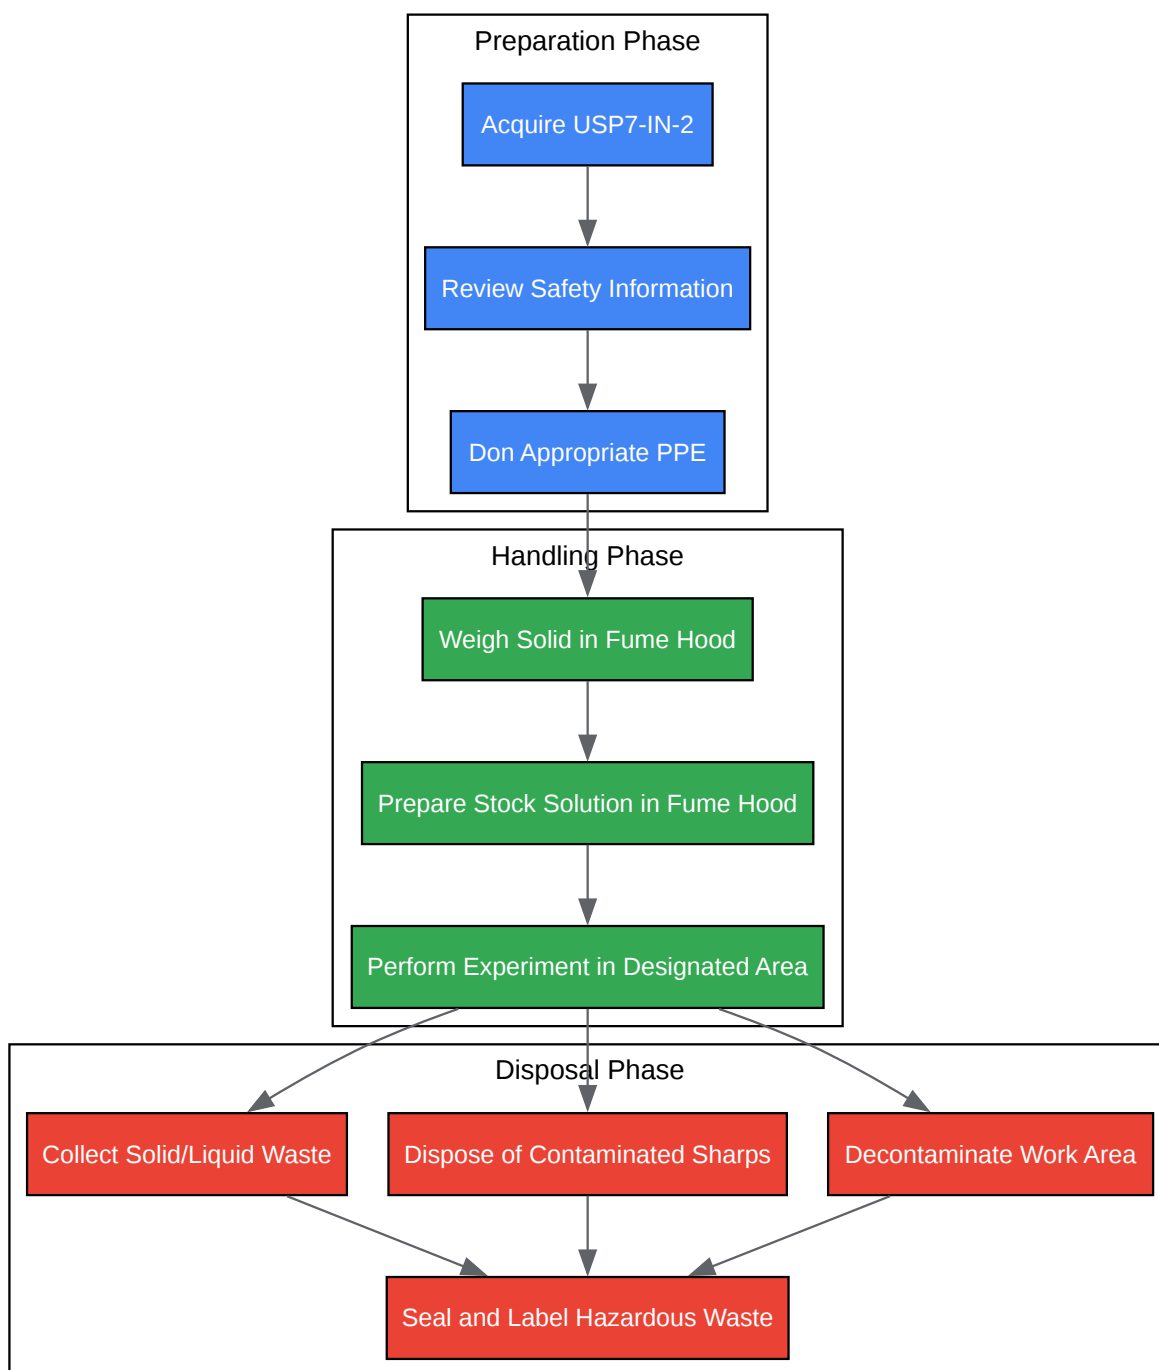 Preparation Phase
Acquire USP7-IN-2
Review Safety Information
Don Appropriate PPE
Handling Phase
Weigh Solid in Fume Hood
Prepare Stock Solution in Fume Hood
Perform Experiment in Designated Area
Disposal Phase
Collect Solid/Liquid Waste
Dispose of Contaminated Sharps
Decontaminate Work Area
Seal and Label Hazardous Waste